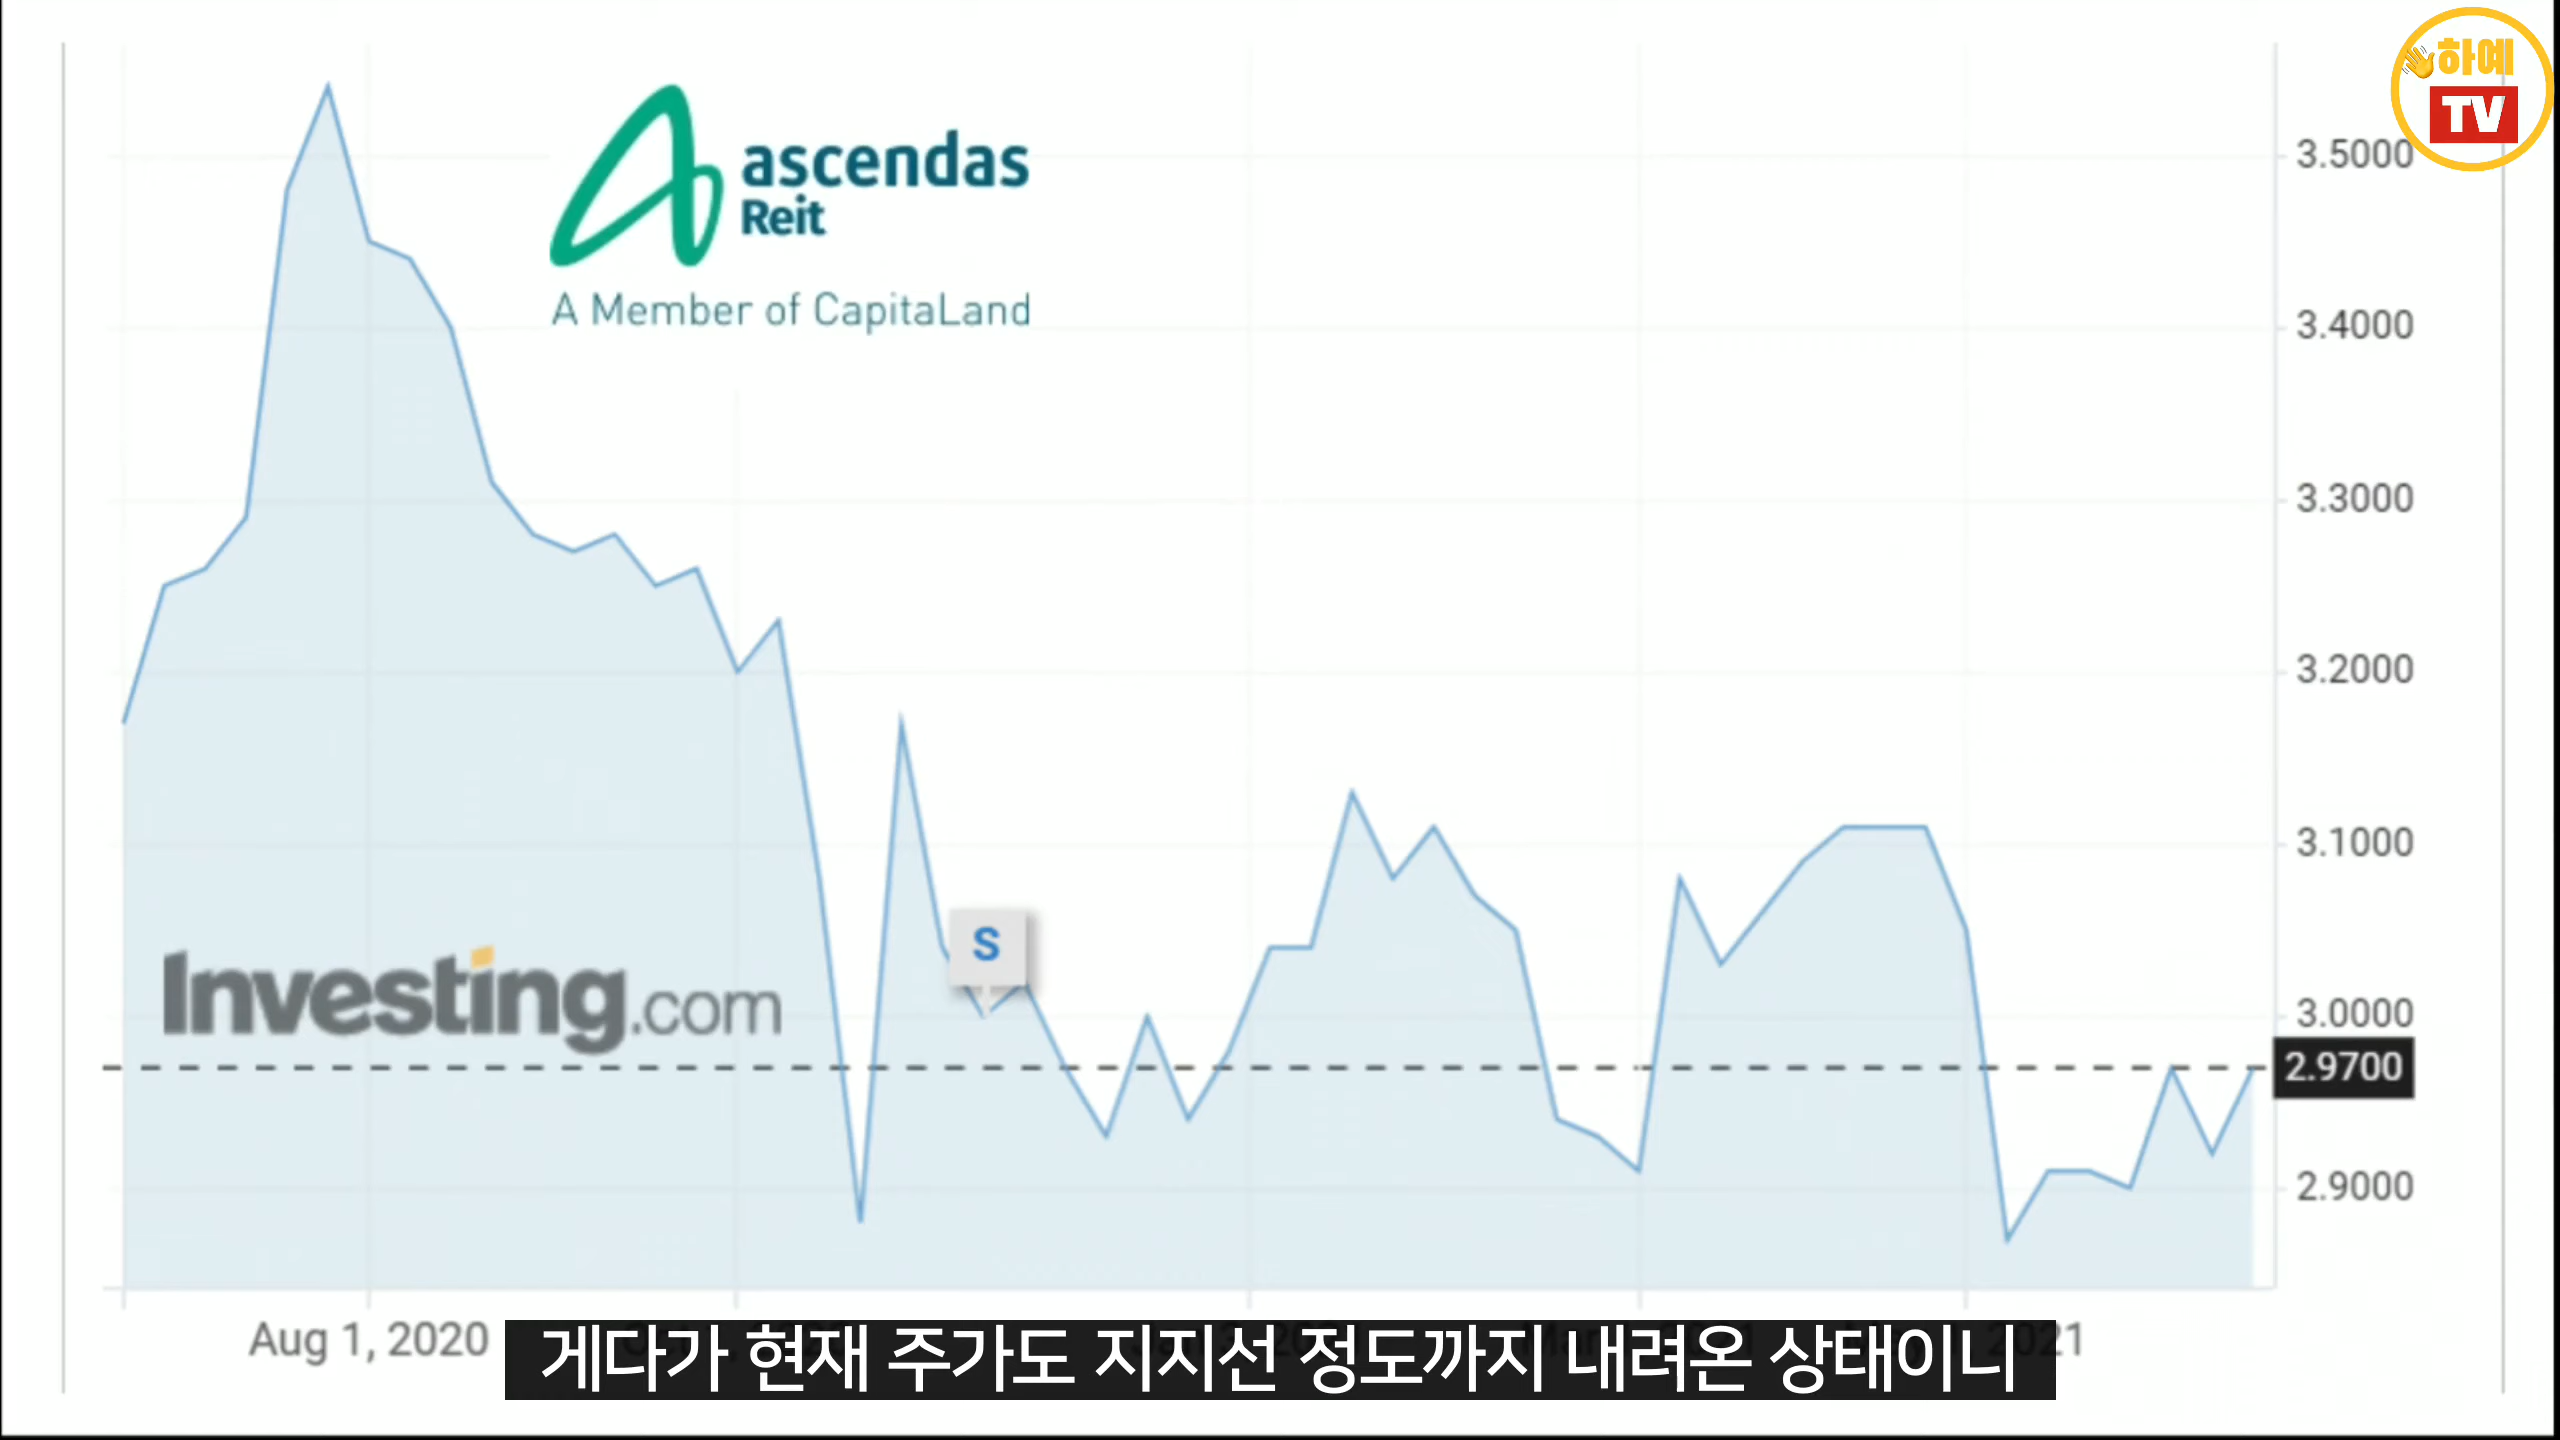 하예
TV
ascendas
Reit
A Member of CapitaLand
3.5000
3.4000
3.3000
3.2000
3.1000
3.0000
2.9700
2.9000
S
Investing.com
Aug 1, 2020
게다가 현재 주가도 지지선 정도까지 내려온 상태이니